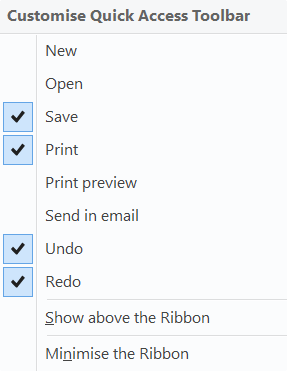 Customise Quick Access Toolbar
New
Open
Save
Print
Print preview
Send in email
Undo
Redo
Show above the Ribbon
Minimise the Ribbon